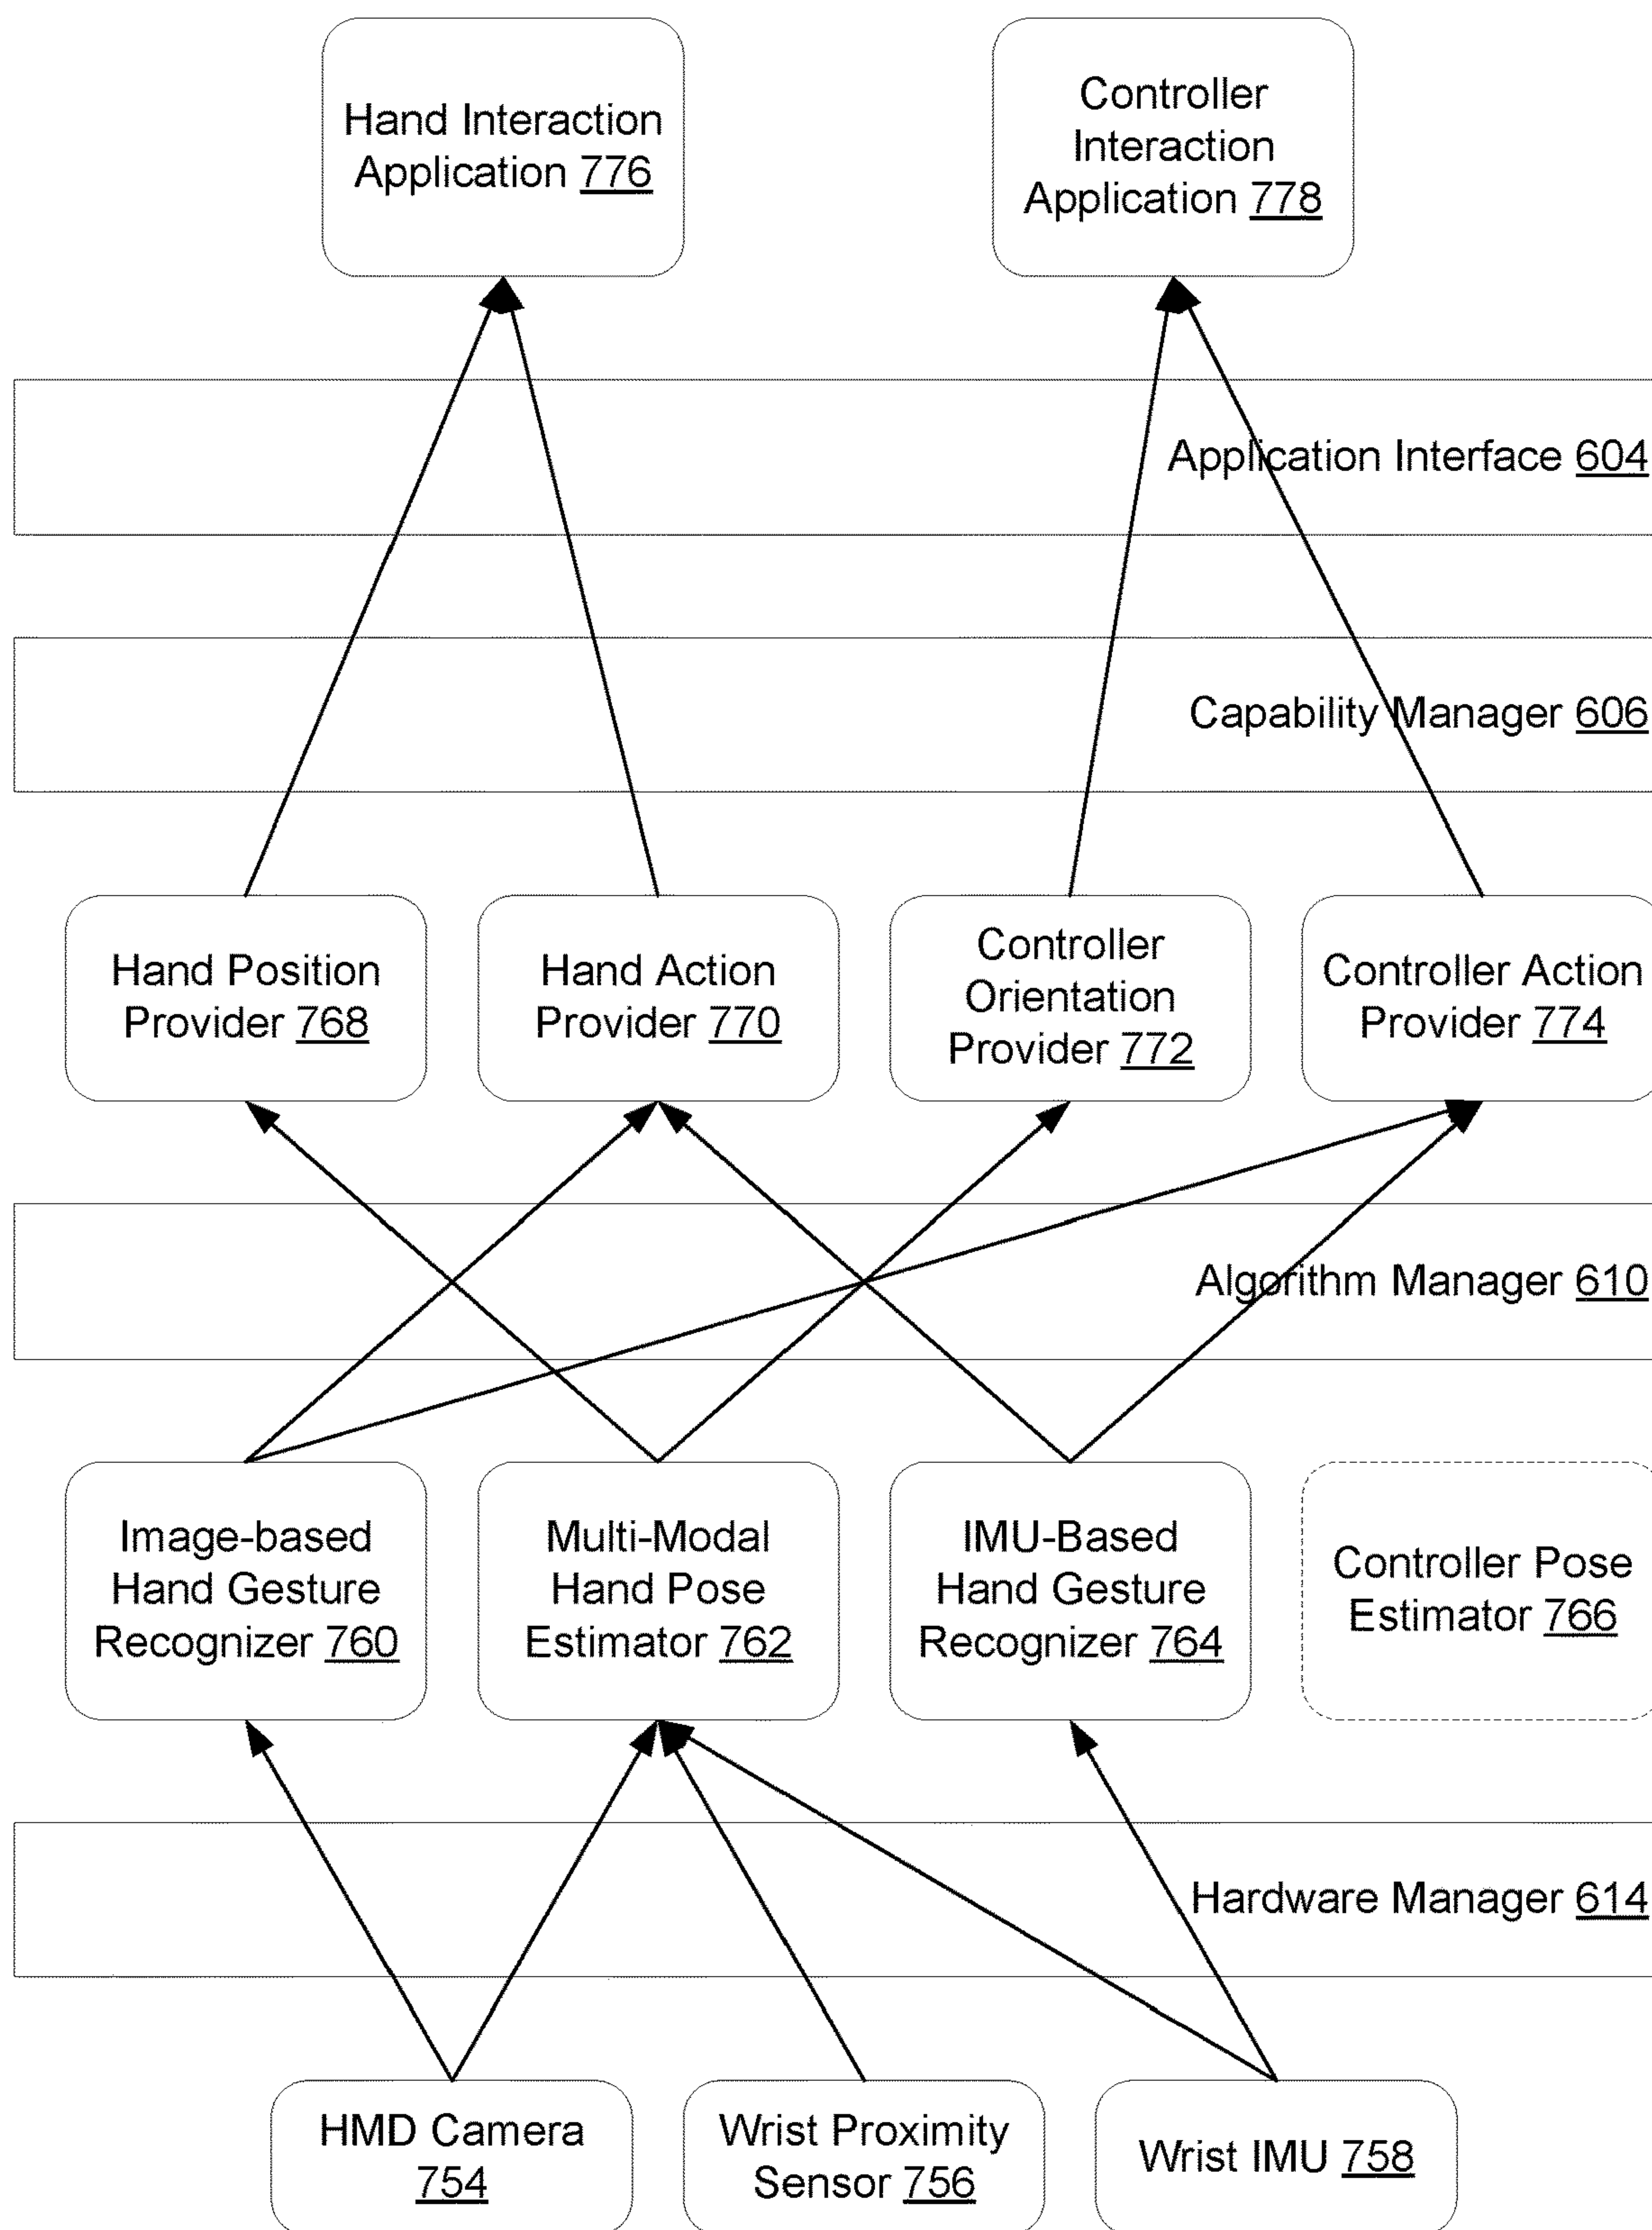 Hand Interaction
Application 776
Controller
Interaction
Application 778
Application Interface 604
Capability Manager 606
Hand Position
Provider 768
Hand Action
Provider 770
Controller
Orientation
Provider 772
Controller Action
Provider 774
Algorithm Manager 610
Image-based
Hand Gesture
Recognizer 760
Multi-Modal
Hand Pose
Estimator 762
IMU-Based
Hand Gesture
Recognizer 764
Controller Pose
Estimator 766
Hardware Manager 614
HMD Camera
754
Wrist Proximity
Sensor 756
Wrist IMU 758